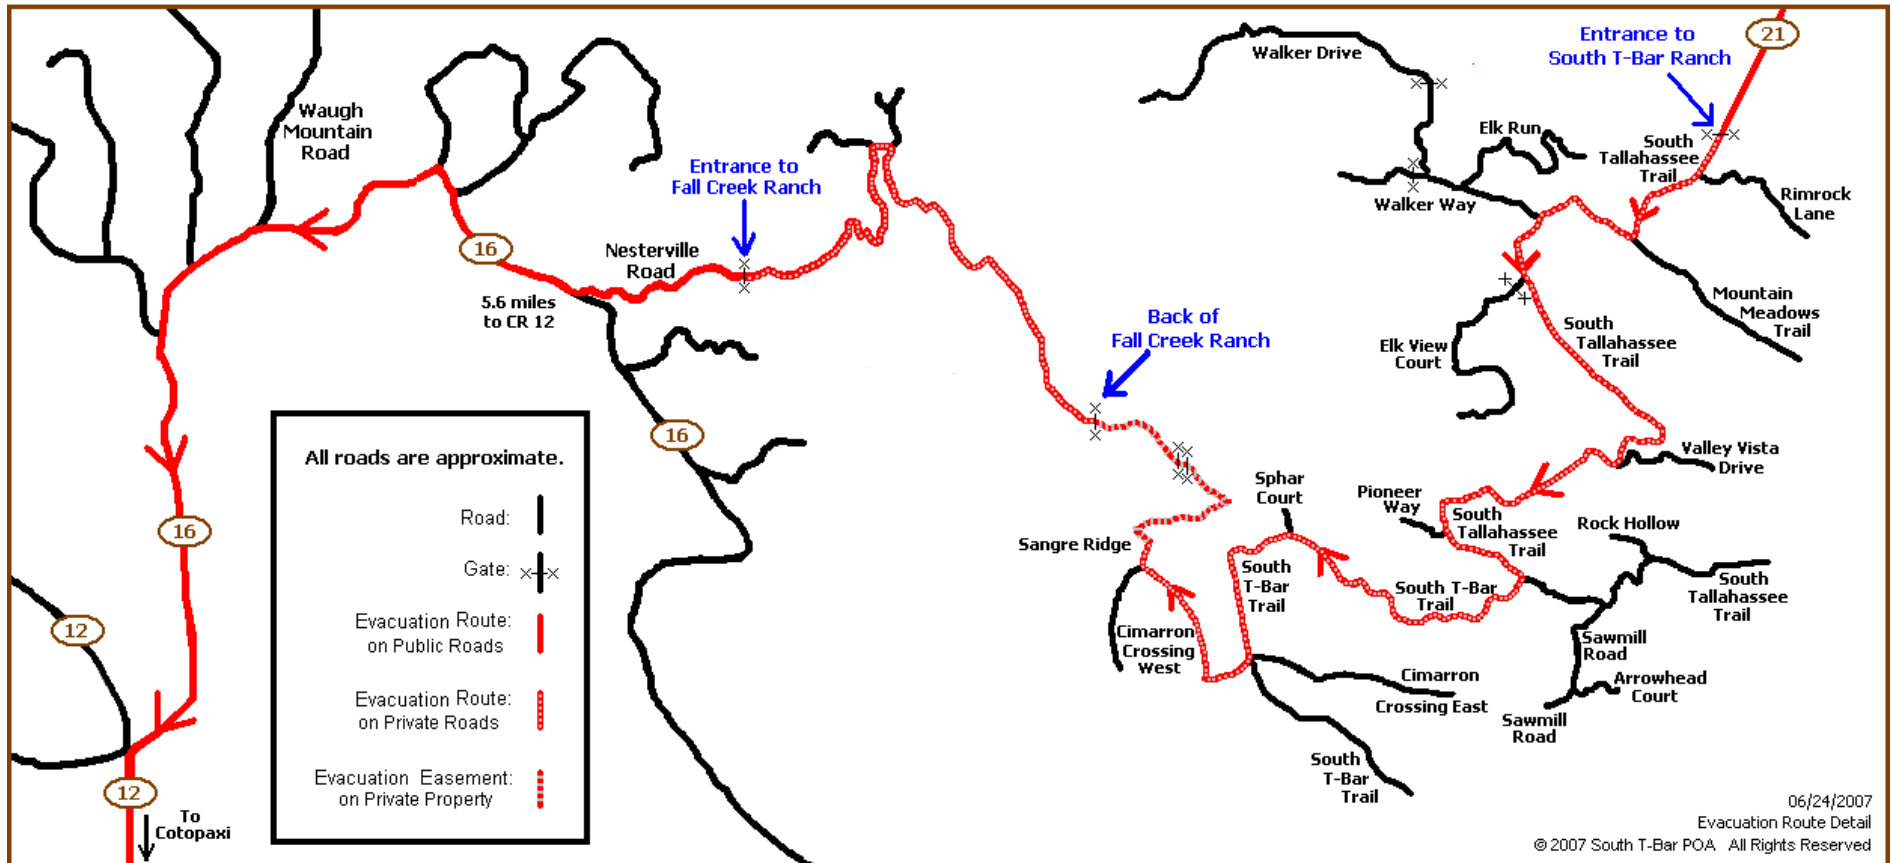 21
Entrance to
South T-Bar Ranch
Walker Drive
Waugh
Mountain
Road
Elk Run
South
Tallahassee
Trail
Rimrock
Lane
Walker Way
Entrance to
Fall Creek Ranch
16
Nesterville
Road
5.6 miles
to CR 12
Mountain
Meadows
Trail
South
Tallahassee
Trail
Elk View
Court
Back of
Fall Creek Ranch
16
Valley Vista
Drive
Sphar
Court
Pioneer
Way
South
Tallahassee
Trail
Rock Hollow
Sangre Ridge
South
T-Bar
Trail
South T-Bar
Trail
South
Tallahassee
Trail
Cimarron
Crossing
West
Sawmill
Road
Cimarron
Crossing East
Arrowhead
Court
Sawmill
Road
South
T-Bar
Trail
16
12
12
To
Cotopaxi
All roads are approximate.
Road:
Gate:
Evacuation Route:
on Public Roads
Evacuation Route:
on Private Roads
Evacuation Easement:
on Private Property
06/24/2007
Evacuation Route Detail
© 2007 South T-Bar POA All Rights Reserved